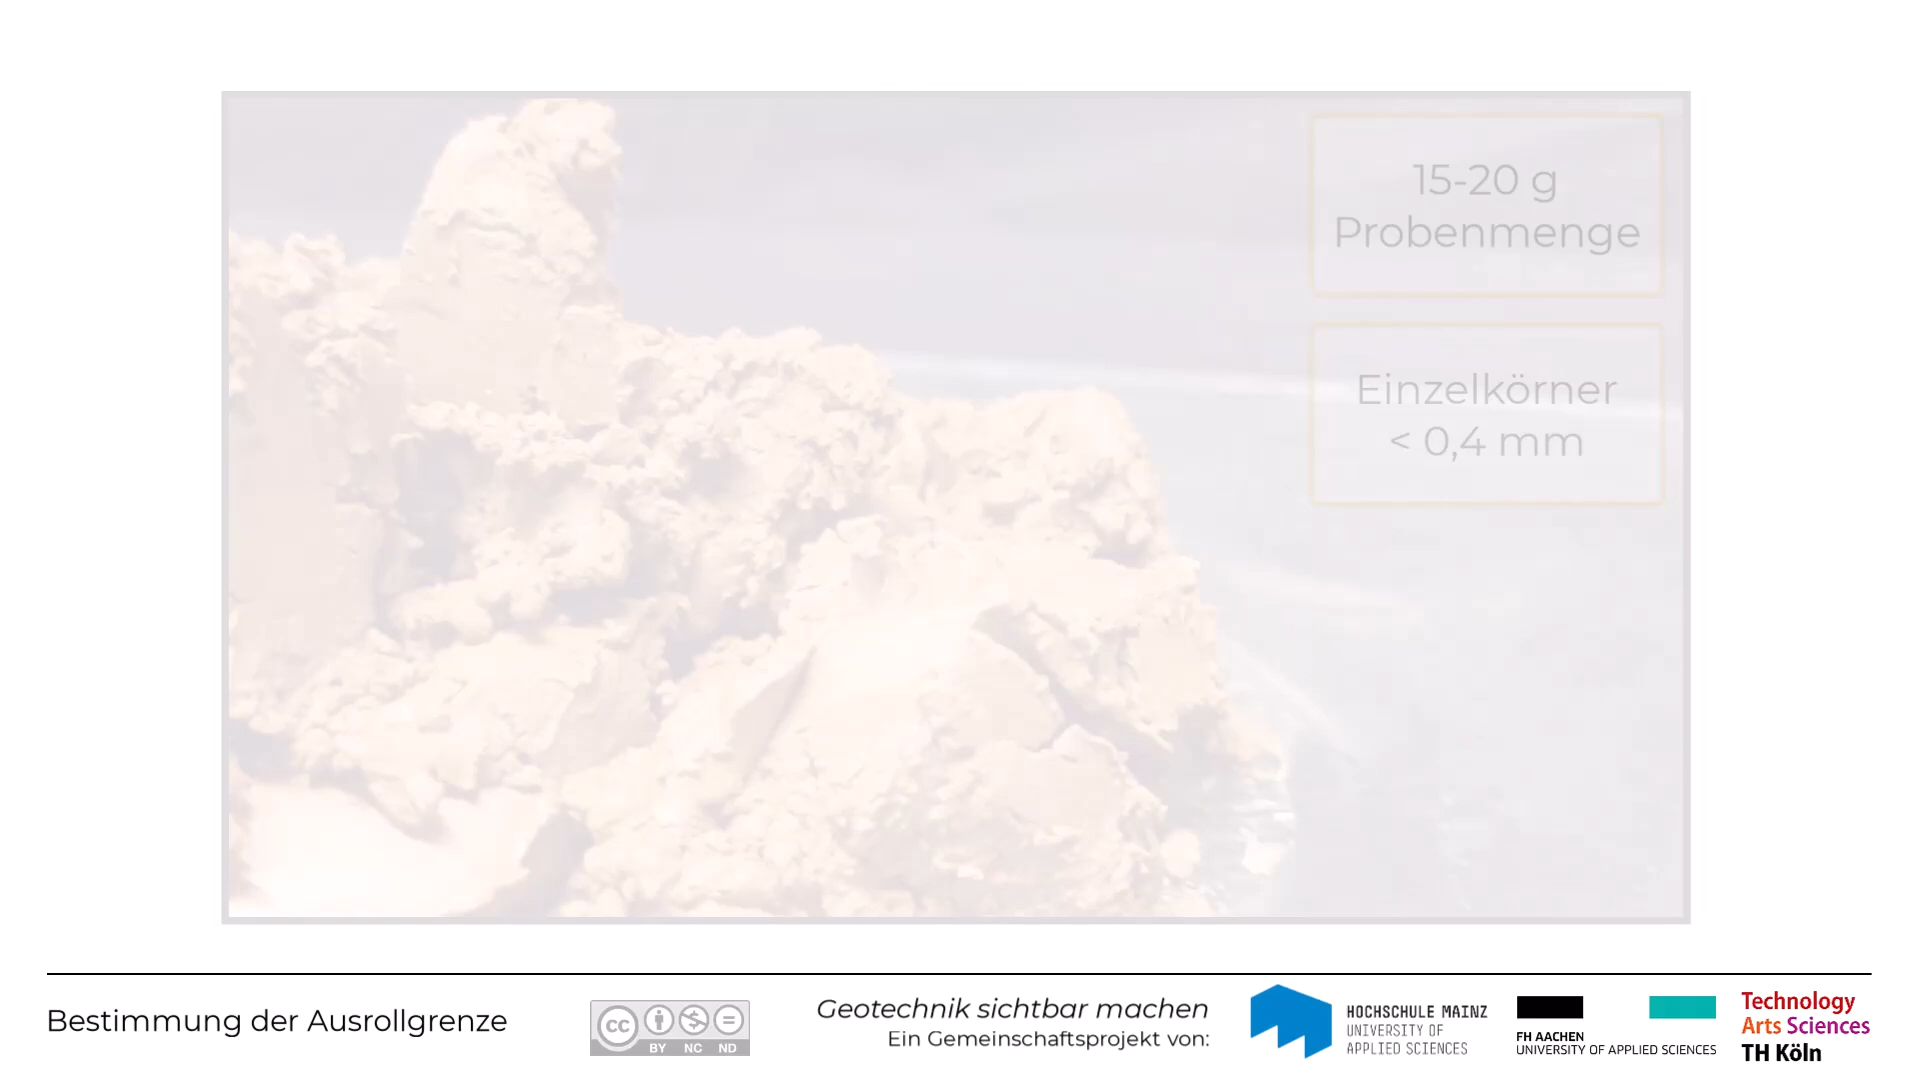 15-20 g
Probenmenge
Einzelkörner
< 0,4 mm
Bestimmung der Ausrollgrenze
cc
BY NC ND
Geotechnik sichtbar machen
Ein Gemeinschaftsprojekt von:
HOCHSCHULE MAINZ
UNIVERSITY OF
APPLIED SCIENCES
FH AACHEN
UNIVERSITY OF APPLIED SCIENCES
Technology
Arts Sciences
TH Köln